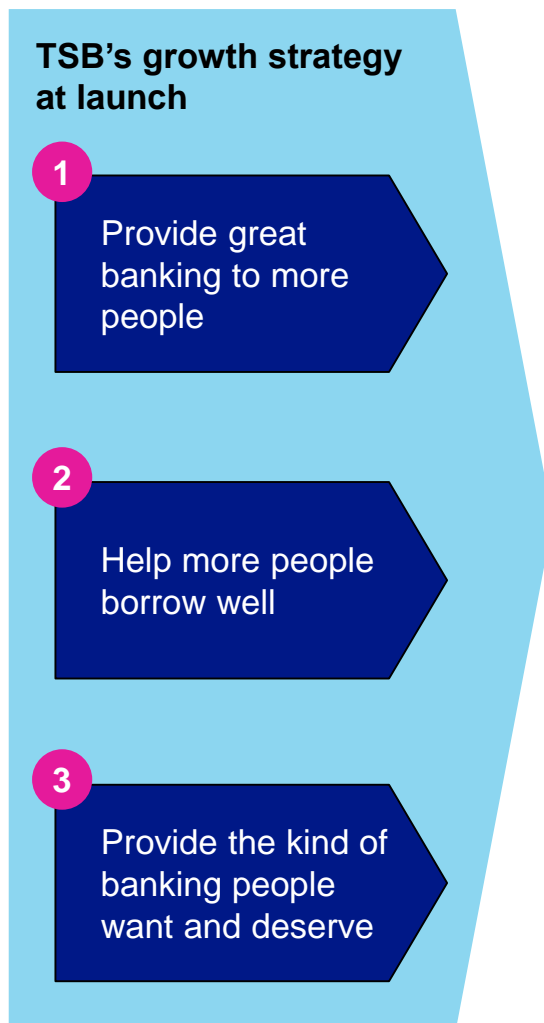 TSB’s growth strategy
at launch
1
Provide great
banking to more
people
2
Help more people
borrow well
3
Provide the kind of
banking people
want and deserve